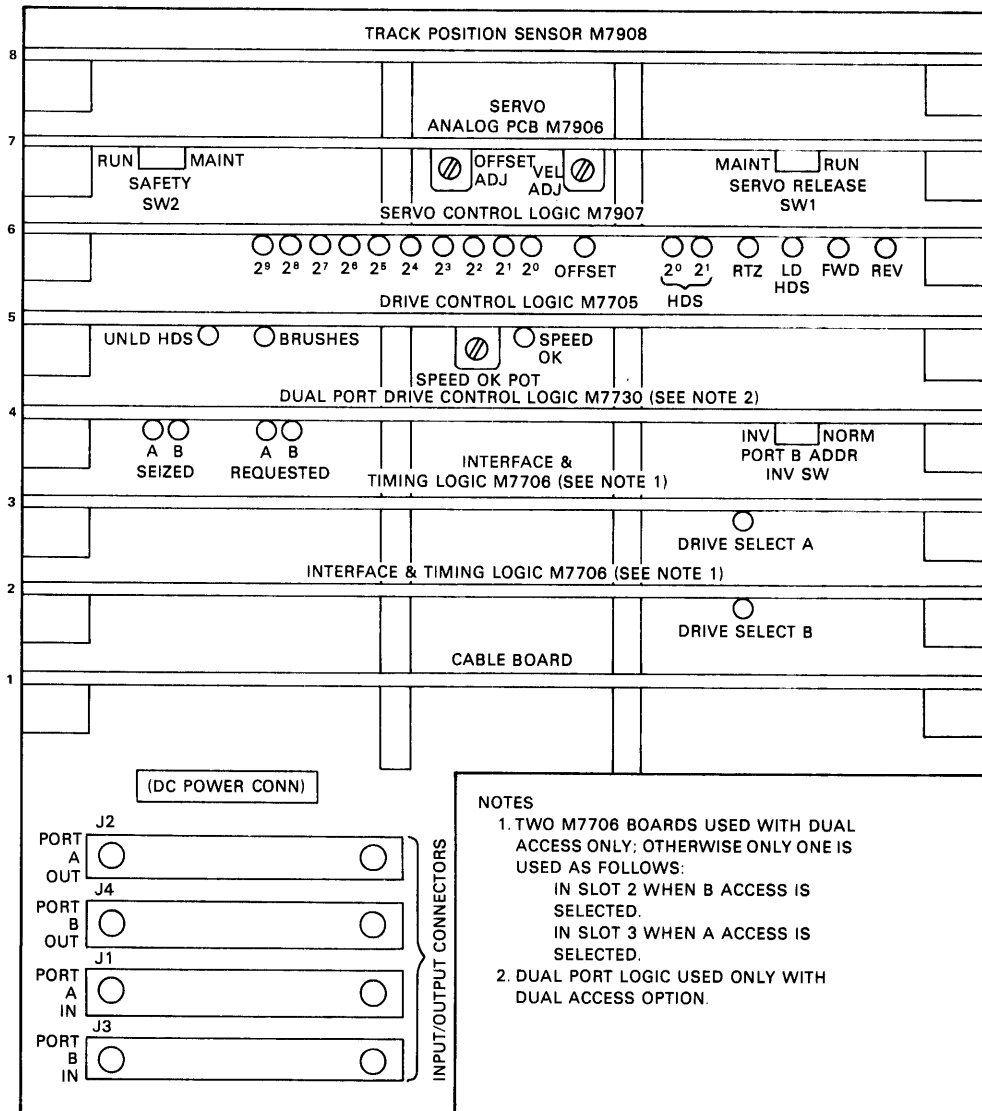 TRACK POSITION SENSOR M7908
8
SERVO
ANALOG PCB M7906
7
RUN MAINT
SAFETY
SW2
OFFSET
ADJ
VEL
ADJ
MAINT RUN
SERVO RELEASE
SW1
SERVO CONTROL LOGIC M7907
6
2⁹ 2⁸ 2⁷ 2⁶ 2⁵ 2⁴ 2³ 2² 2¹ 2⁰ OFFSET
2⁰ 2¹ RTZ LD HDS FWD REV
HDS
DRIVE CONTROL LOGIC M7705
5
UNLD HDS BRUSHES
SPEED
OK
SPEED OK POT
DUAL PORT DRIVE CONTROL LOGIC M7730 (SEE NOTE 2)
4
A B
SEIZED
A B
REQUESTED
INV NORM
PORT B ADDR
INV SW
INTERFACE &
TIMING LOGIC M7706 (SEE NOTE 1)
3
DRIVE SELECT A
INTERFACE & TIMING LOGIC M7706 (SEE NOTE 1)
2
DRIVE SELECT B
CABLE BOARD
1
(DC POWER CONN)
J2
PORT
A
OUT
J4
PORT
B
OUT
J1
PORT
A
IN
J3
PORT
B
IN
INPUT/OUTPUT CONNECTORS
NOTES
1. TWO M7706 BOARDS USED WITH DUAL
ACCESS ONLY; OTHERWISE ONLY ONE IS
USED AS FOLLOWS:
IN SLOT 2 WHEN B ACCESS IS
SELECTED.
IN SLOT 3 WHEN A ACCESS IS
SELECTED.
2. DUAL PORT LOGIC USED ONLY WITH
DUAL ACCESS OPTION.